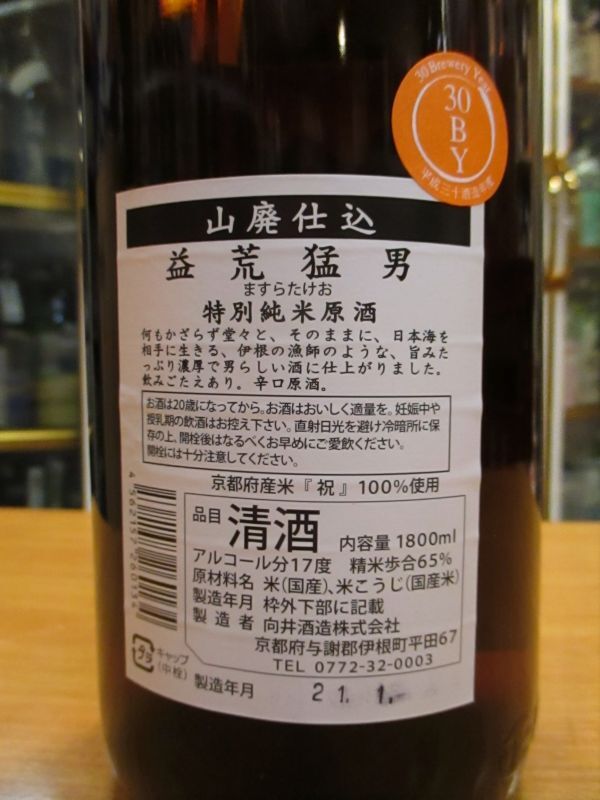 30 Brewery Year
30
B
Y
平成三十酒造年度
山廃仕込
益荒猛男
ますらたけお
特別純米原酒
何もかざらず堂々と、そのままに、日本海を
相手に生きる、伊根の漁師のような、旨みた
っぷり濃厚で男らしい酒に仕上がりました。
飲みごたえあり。辛口原酒。
お酒は20歳になってから。お酒はおいしく適量を。妊娠中や
授乳期の飲酒はお控え下さい。直射日光を避け冷暗所に保
存の上、開栓後はなるべくお早めにご愛飲ください。
開栓には十分注意してください。
京都府産米『祝』100%使用
品目 清酒 内容量 1800ml
アルコール分17度 精米歩合65%
原材料名 米(国産)、米こうじ(国産米)
製造年月 枠外下部に記載
製造者 向井酒造株式会社
京都府与謝郡伊根町平田67
TEL 0772-32-0003
4562157260134
プラ
キャップ
(中栓)
製造年月 21.1.